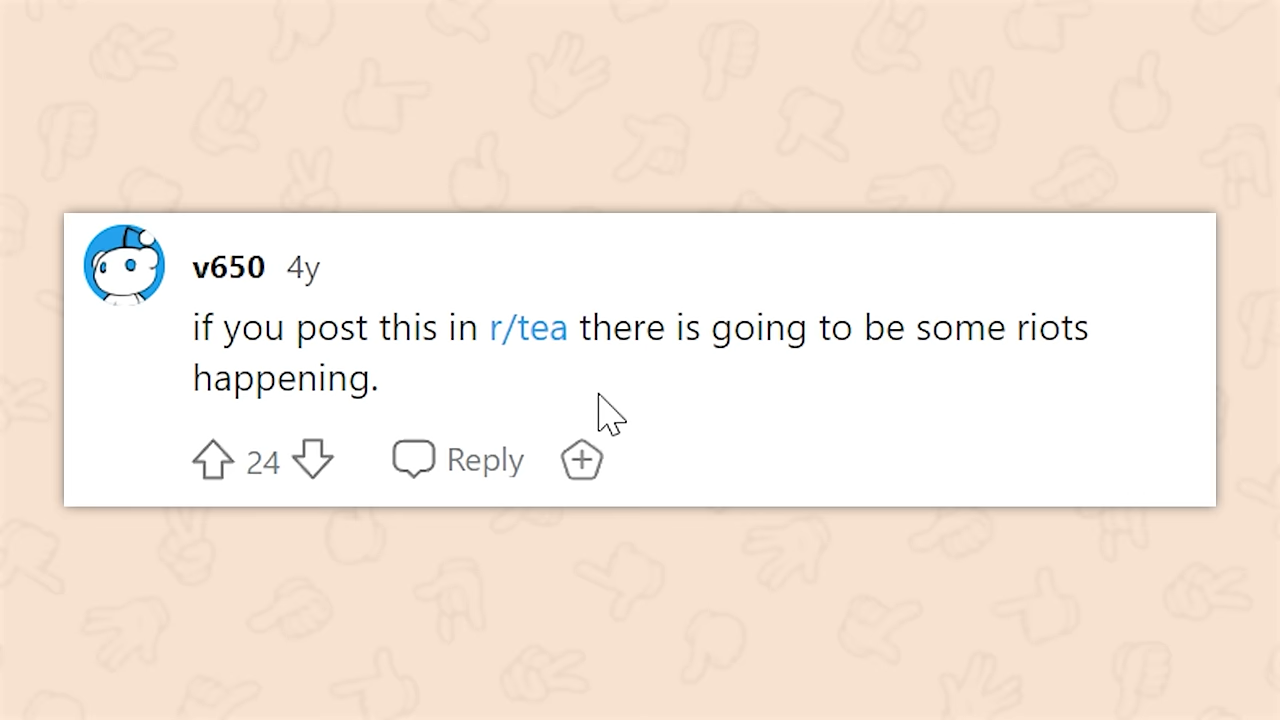 v650 4y
if you post this in r/tea there is going to be some riots
happening.
24 Reply